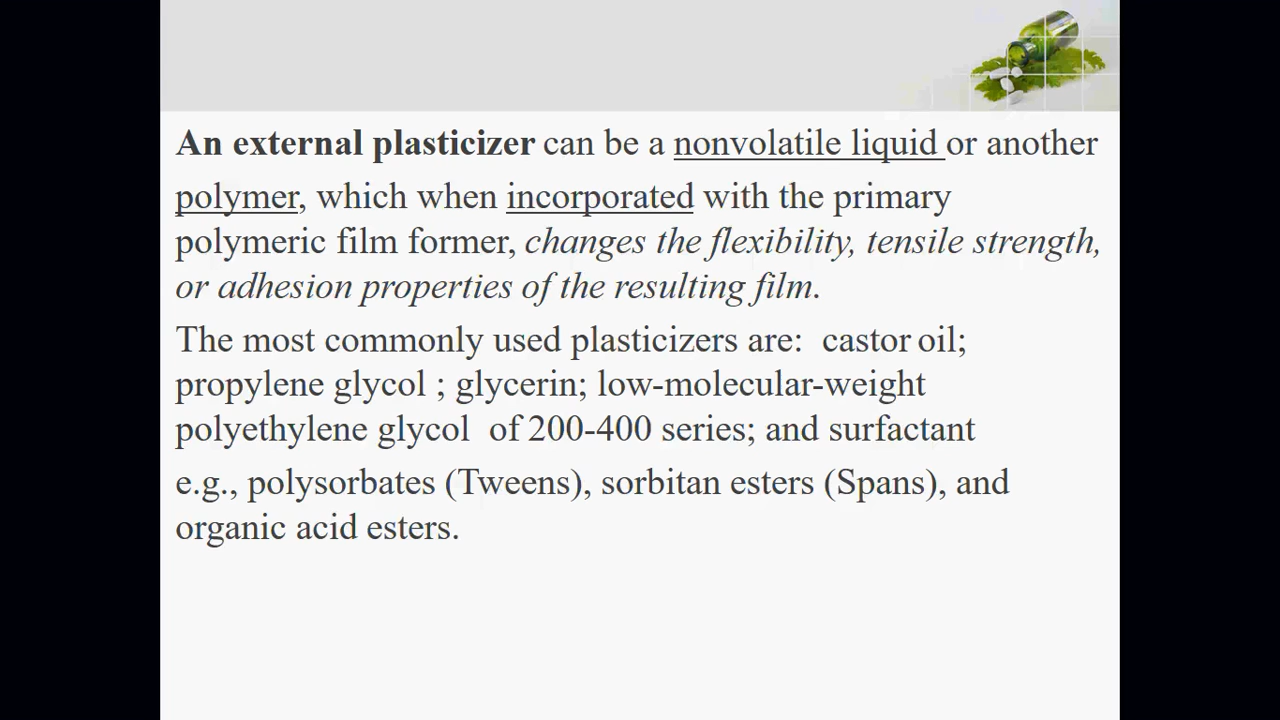 An external plasticizer can be a nonvolatile liquid or another
polymer, which when incorporated with the primary
polymeric film former, changes the flexibility, tensile strength,
or adhesion properties of the resulting film.
The most commonly used plasticizers are:  castor oil;
propylene glycol ; glycerin; low-molecular-weight
polyethylene glycol  of 200-400 series; and surfactant
e.g., polysorbates (Tweens), sorbitan esters (Spans), and
organic acid esters.